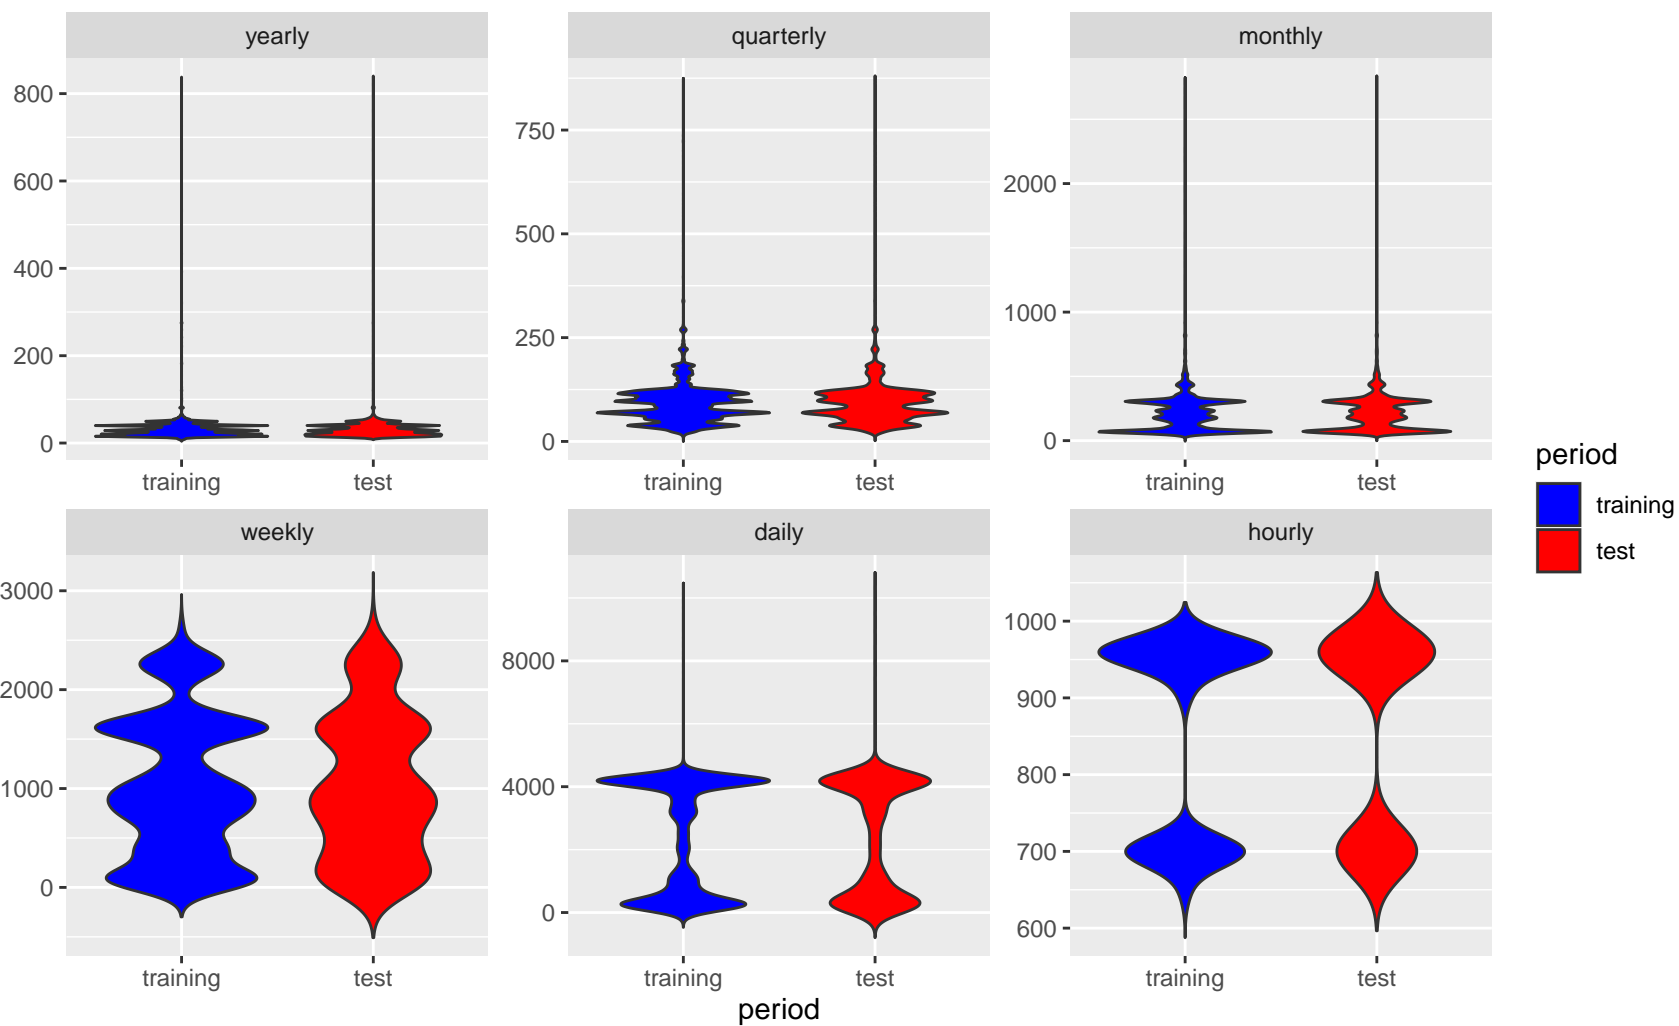 yearly
quarterly
monthly
800
600
400
200
0
750
500
250
0
2000
1000
0
training
test
training
test
training
test
weekly
daily
hourly
3000
2000
1000
0
8000
4000
0
1000
900
800
700
600
training
test
training
test
training
test
period
period
training
test